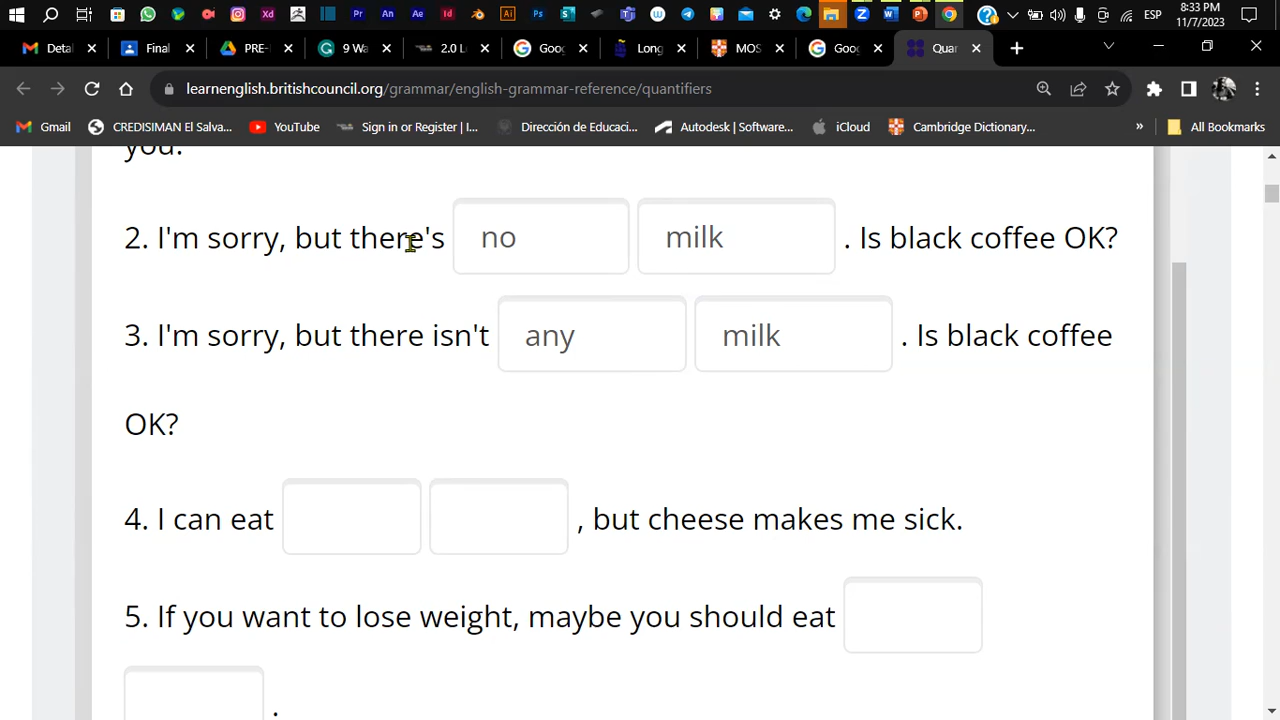 8:33 PM
ESP
11/7/2023
Detal
Final
PRE-
9 Wa
2.0 L
Goog
Long
MOS
Goog
Quar
learnenglish.britishcouncil.org/grammar/english-grammar-reference/quantifiers
Gmail
CREDISIMAN El Salva...
YouTube
Sign in or Register | I...
Dirección de Educaci...
Autodesk | Software...
iCloud
Cambridge Dictionary...
»
All Bookmarks
you.
2. I'm sorry, but there's no milk . Is black coffee OK?
3. I'm sorry, but there isn't any milk . Is black coffee
OK?
4. I can eat , but cheese makes me sick.
5. If you want to lose weight, maybe you should eat
.